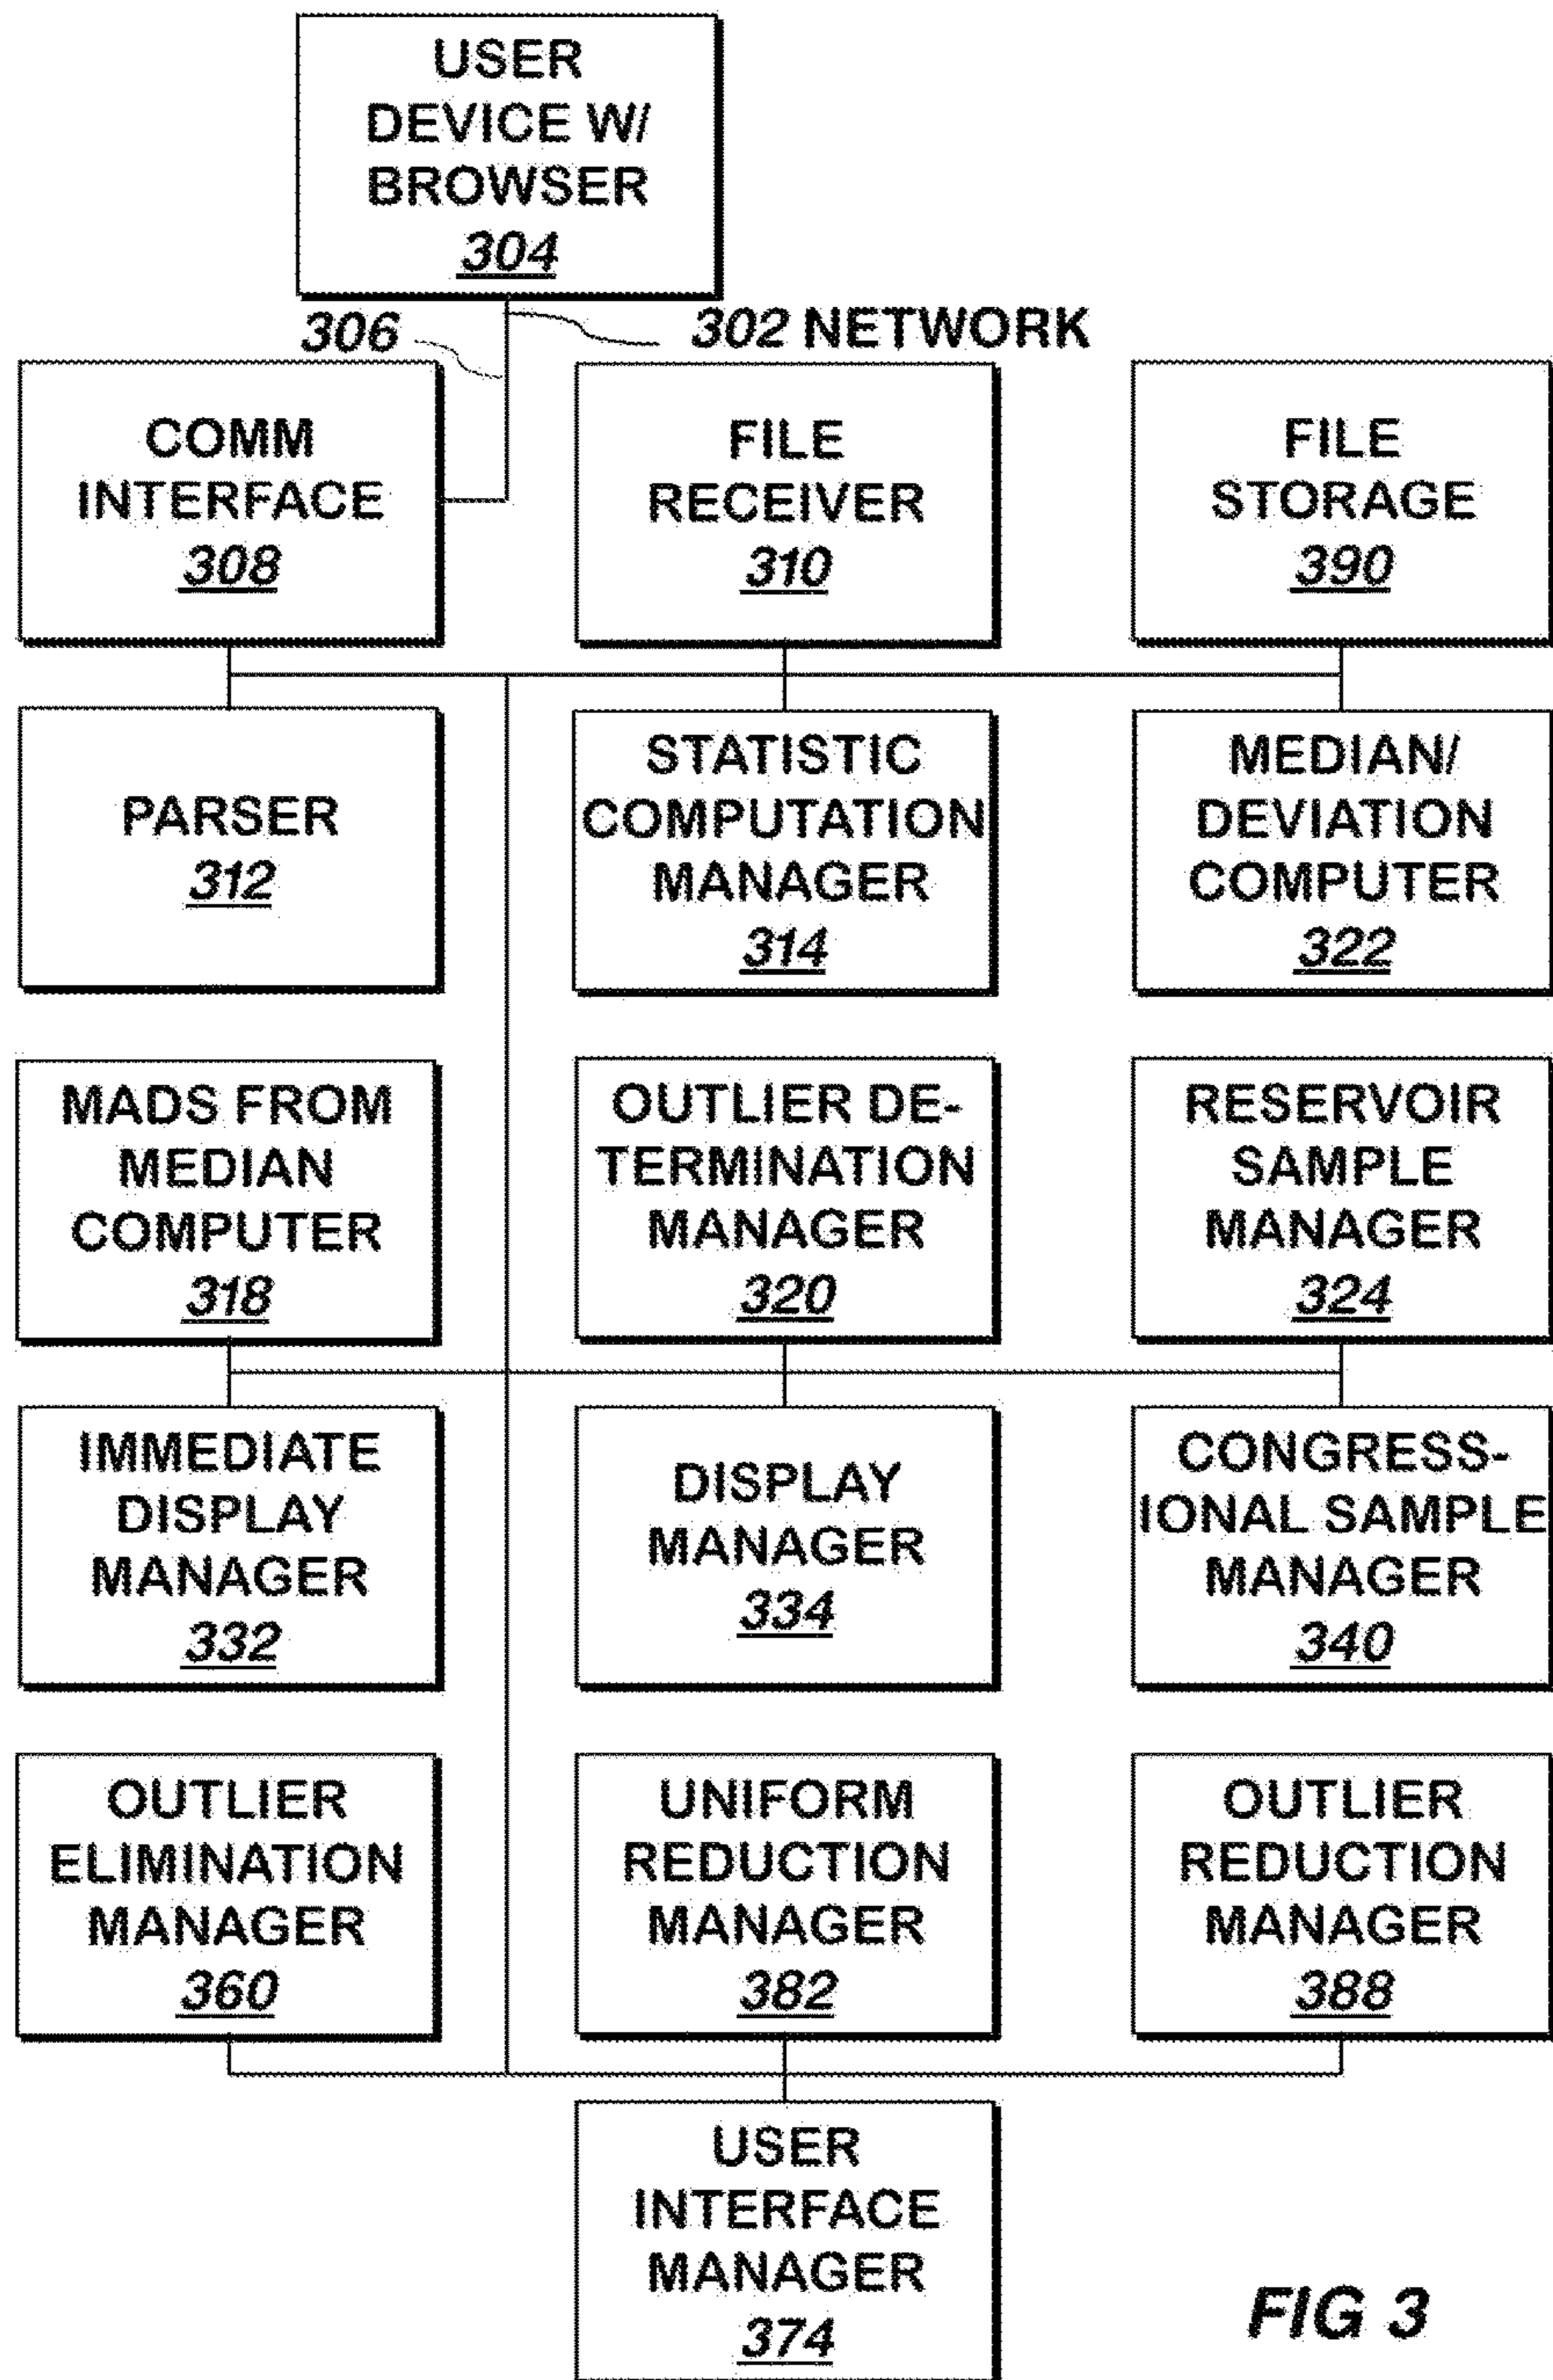 USER
DEVICE W/
BROWSER
304
306
302 NETWORK
COMM
INTERFACE
308
FILE
RECEIVER
310
FILE
STORAGE
390
PARSER
312
STATISTIC
COMPUTATION
MANAGER
314
MEDIAN/
DEVIATION
COMPUTER
322
MADS FROM
MEDIAN
COMPUTER
318
OUTLIER DE-
TERMINATION
MANAGER
320
RESERVOIR
SAMPLE
MANAGER
324
IMMEDIATE
DISPLAY
MANAGER
332
DISPLAY
MANAGER
334
CONGRESS-
IONAL SAMPLE
MANAGER
340
OUTLIER
ELIMINATION
MANAGER
360
UNIFORM
REDUCTION
MANAGER
382
OUTLIER
REDUCTION
MANAGER
388
USER
INTERFACE
MANAGER
374
FIG 3